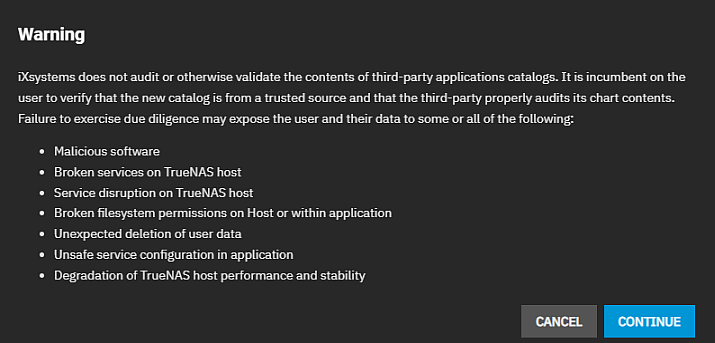 Warning
iXsystems does not audit or otherwise validate the contents of third-party applications catalogs. It is incumbent on the
user to verify that the new catalog is from a trusted source and that the third-party properly audits its chart contents.
Failure to exercise due diligence may expose the user and their data to some or all of the following:
• Malicious software
• Broken services on TrueNAS host
• Service disruption on TrueNAS host
• Broken filesystem permissions on Host or within application
• Unexpected deletion of user data
• Unsafe service configuration in application
• Degradation of TrueNAS host performance and stability
CANCEL CONTINUE